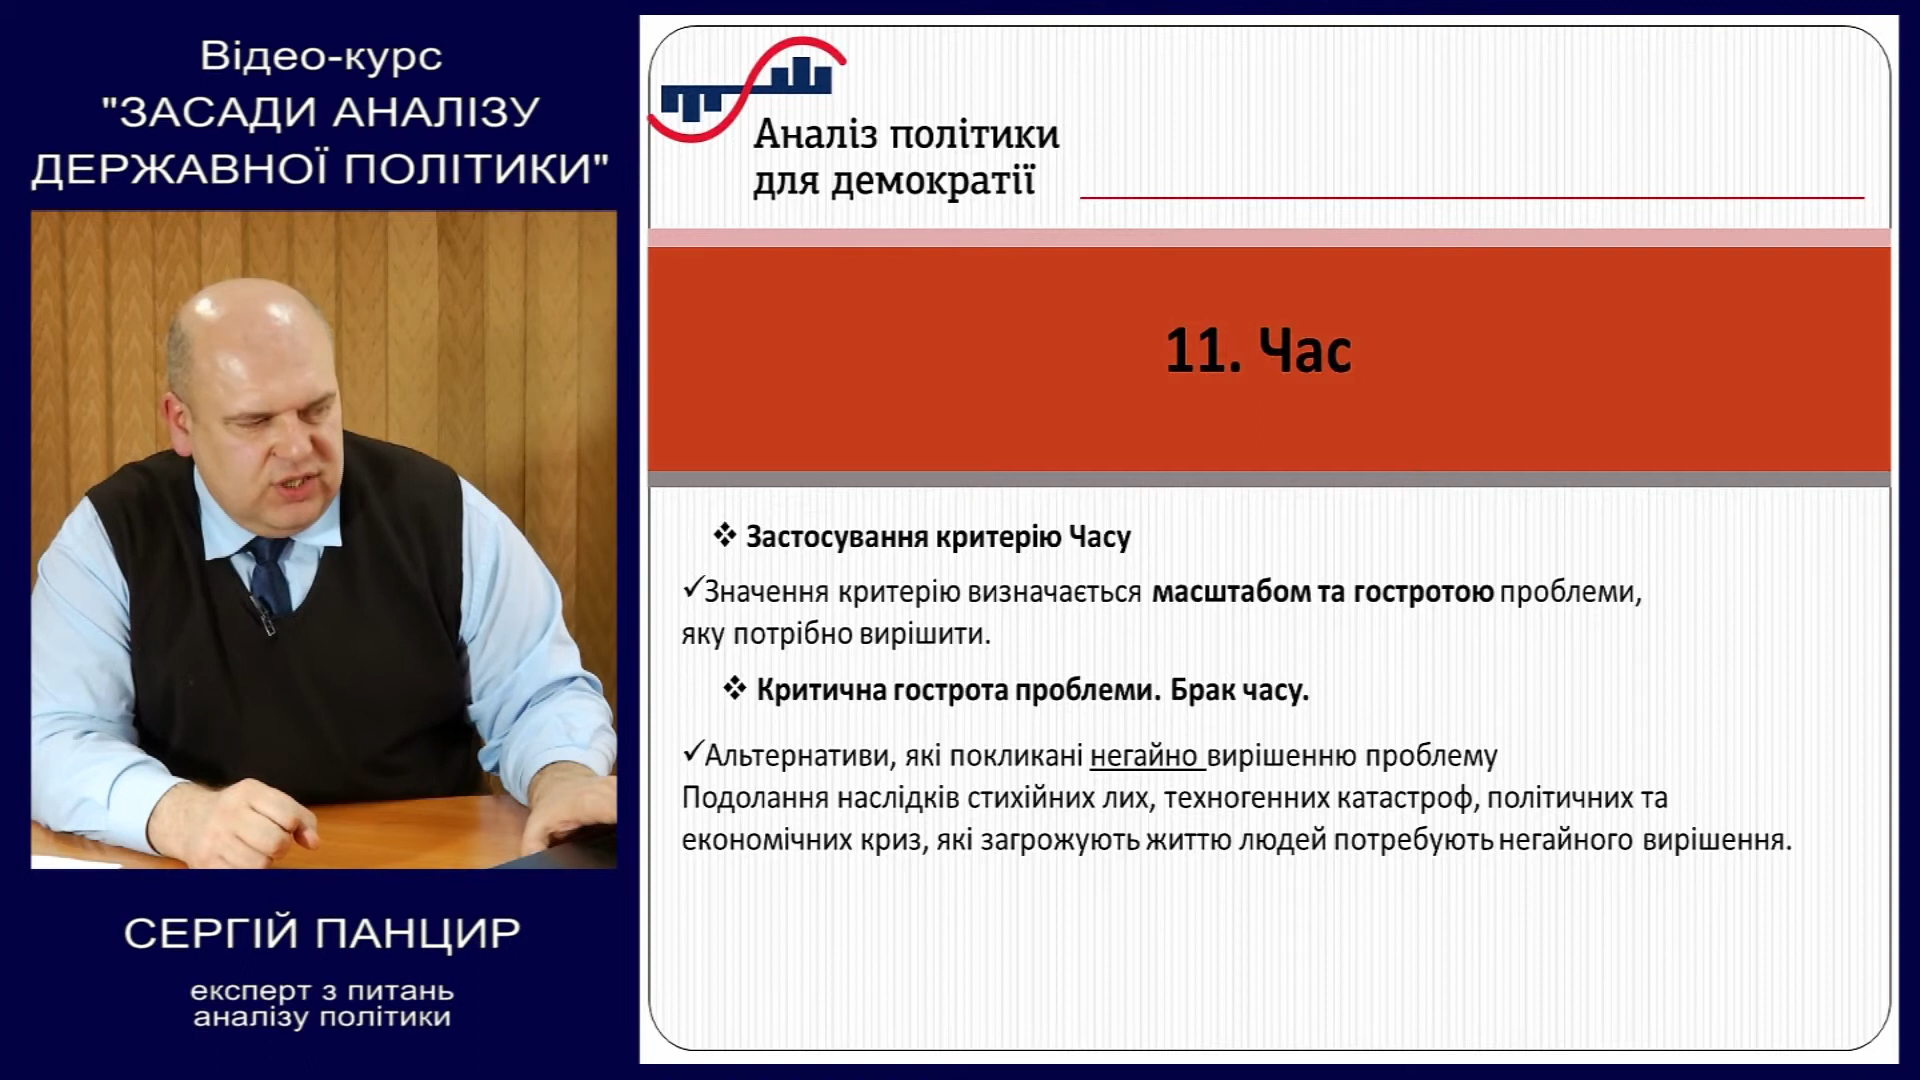 Відео-курс
"ЗАСАДИ АНАЛІЗУ
ДЕРЖАВНОЇ ПОЛІТИКИ"
СЕРГІЙ ПАНЦИР
експерт з питань
аналізу політики
Аналіз політики
для демократії
11. Час
❖ Застосування критерію Часу
✓Значення критерію визначається масштабом та гостротою проблеми,
яку потрібно вирішити.
❖ Критична гострота проблеми. Брак часу.
✓Альтернативи, які покликані негайно вирішенню проблему
Подолання наслідків стихійних лих, техногенних катастроф, політичних та
економічних криз, які загрожують життю людей потребують негайного вирішення.